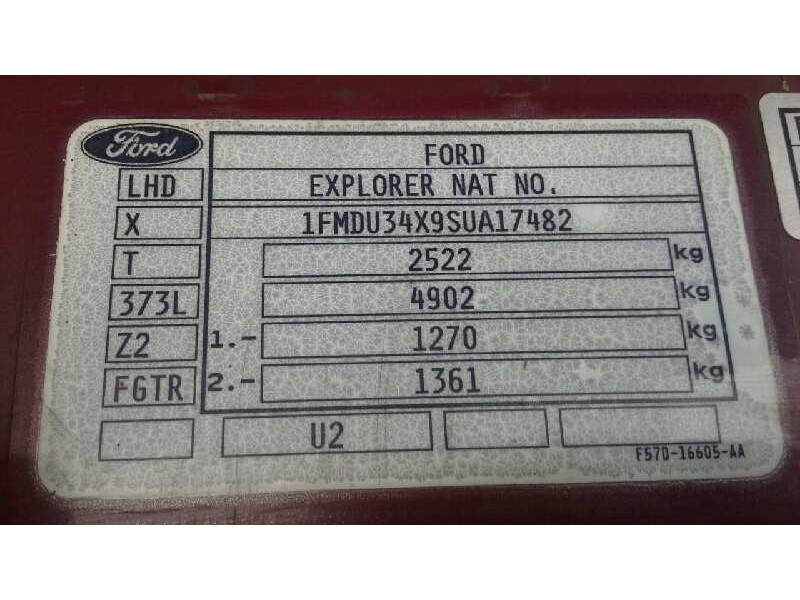 Ford
FORD
LHD EXPLORER NAT NO.
X 1FMDU34X9SUA17482
T 2522 kg
373L 4902 kg
Z2 1.- 1270 kg
FGTR 2.- 1361 kg
U2
F57D-16605-AA